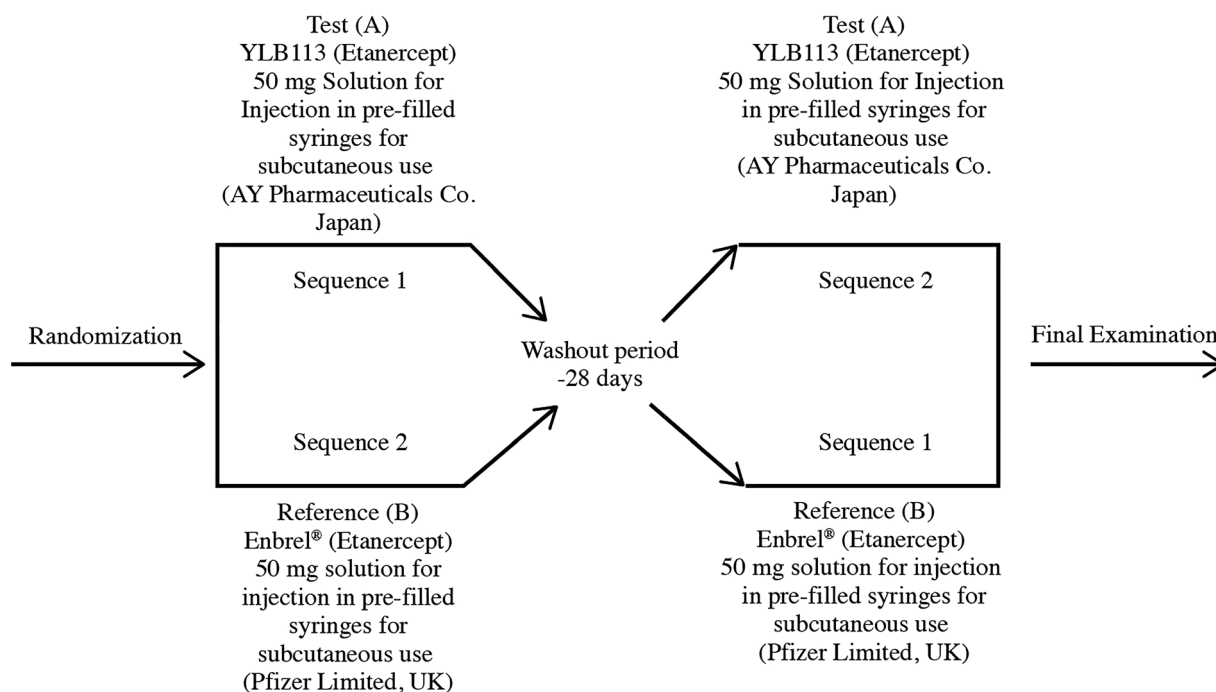 Test (A)
YLB113 (Etanercept)
50 mg Solution for
Injection in pre-filled
syringes for
subcutaneous use
(AY Pharmaceuticals Co.
Japan)
Test (A)
YLB113 (Etanercept)
50 mg Solution for Injection
in pre-filled syringes for
subcutaneous use
(AY Pharmaceuticals Co.
Japan)
Sequence 1
Sequence 2
Randomization
Washout period
-28 days
Final Examination
Sequence 2
Sequence 1
Reference (B)
Enbrel® (Etanercept)
50 mg solution for
injection in pre-filled
syringes for
subcutaneous use
(Pfizer Limited, UK)
Reference (B)
Enbrel® (Etanercept)
50 mg solution for injection
in pre-filled syringes for
subcutaneous use
(Pfizer Limited, UK)